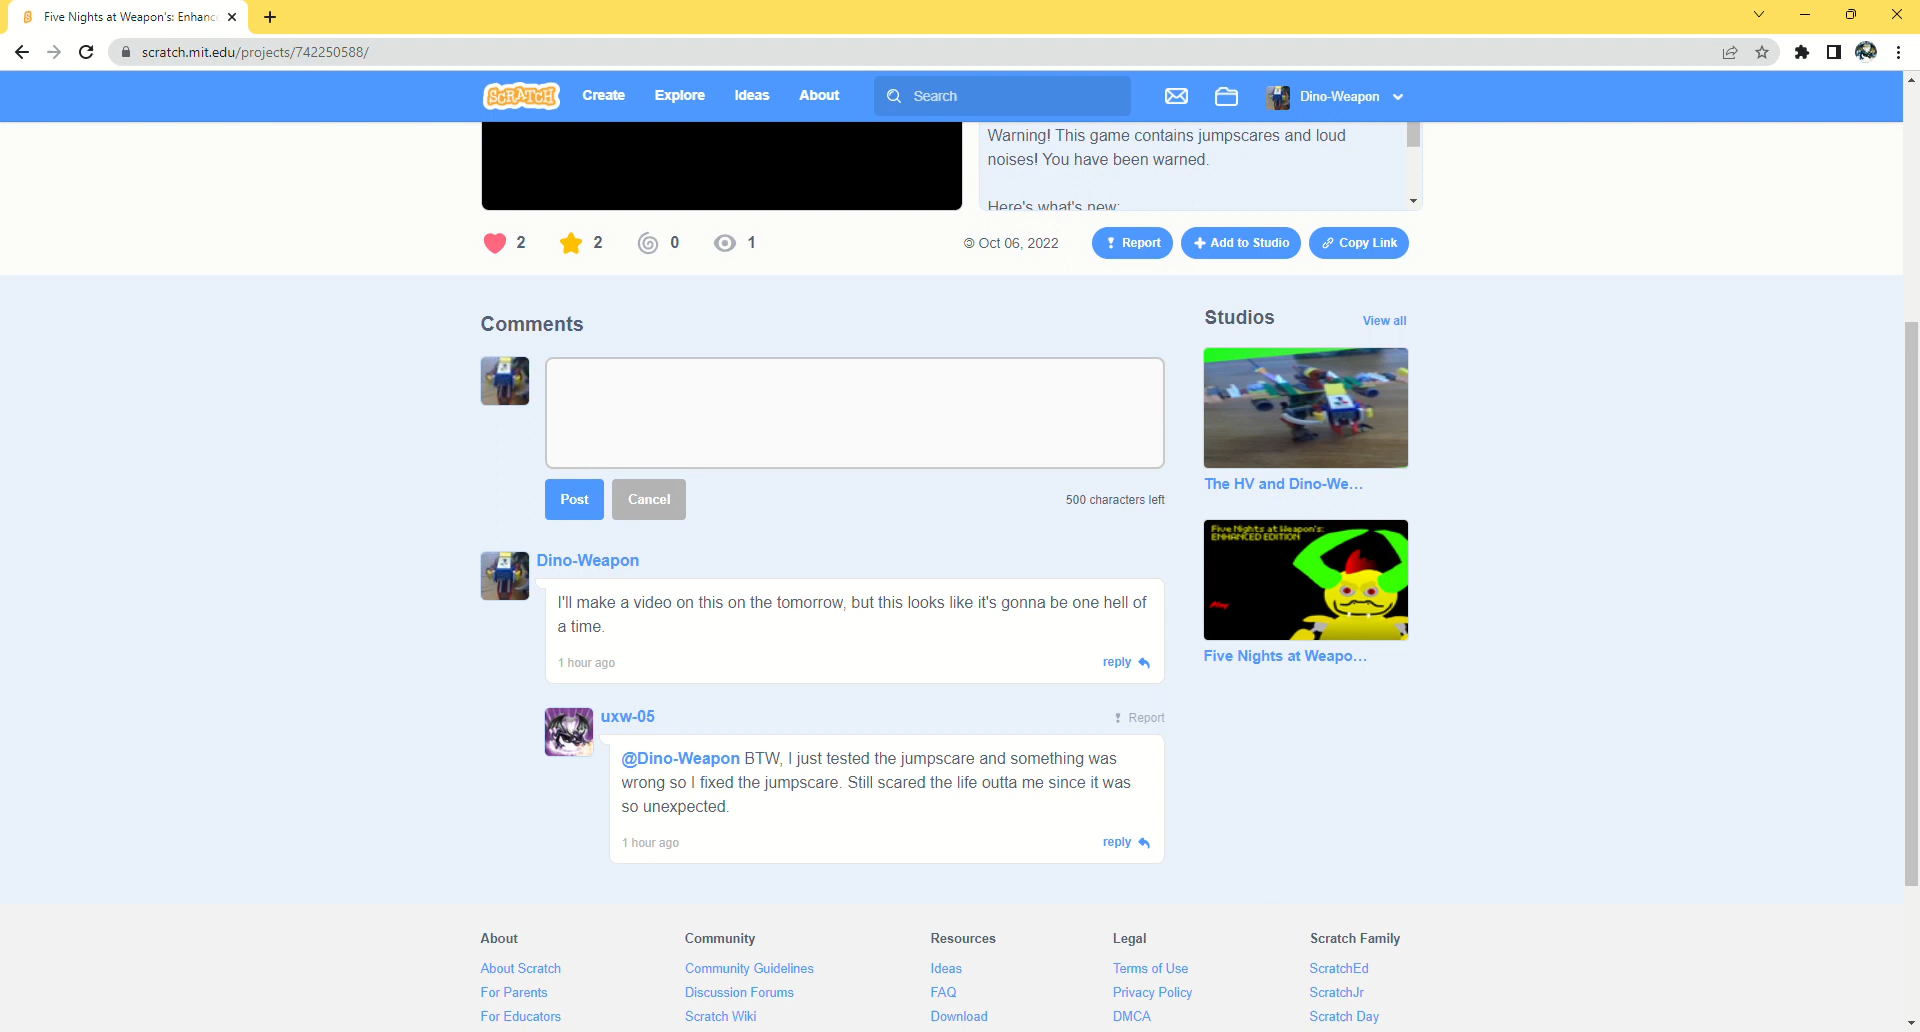 Five Nights at Weapon's: Enhanc
scratch.mit.edu/projects/742250588/
SCRATCH
Create
Explore
Ideas
About
Search
Dino-Weapon
Warning! This game contains jumpscares and loud
noises! You have been warned.
Here's what's new:
2
2
0
1
© Oct 06, 2022
Report
Add to Studio
Copy Link
Comments
Post
Cancel
500 characters left
Dino-Weapon
I'll make a video on this on the tomorrow, but this looks like it's gonna be one hell of
a time.
1 hour ago
reply
uxw-05
Report
@Dino-Weapon BTW, I just tested the jumpscare and something was
wrong so I fixed the jumpscare. Still scared the life outta me since it was
so unexpected.
1 hour ago
reply
Studios
View all
The HV and Dino-We...
Five Nights at Weapon's:
ENHANCED EDITION
Play
Five Nights at Weapo...
About
About Scratch
For Parents
For Educators
Community
Community Guidelines
Discussion Forums
Scratch Wiki
Resources
Ideas
FAQ
Download
Legal
Terms of Use
Privacy Policy
DMCA
Scratch Family
ScratchEd
ScratchJr
Scratch Day